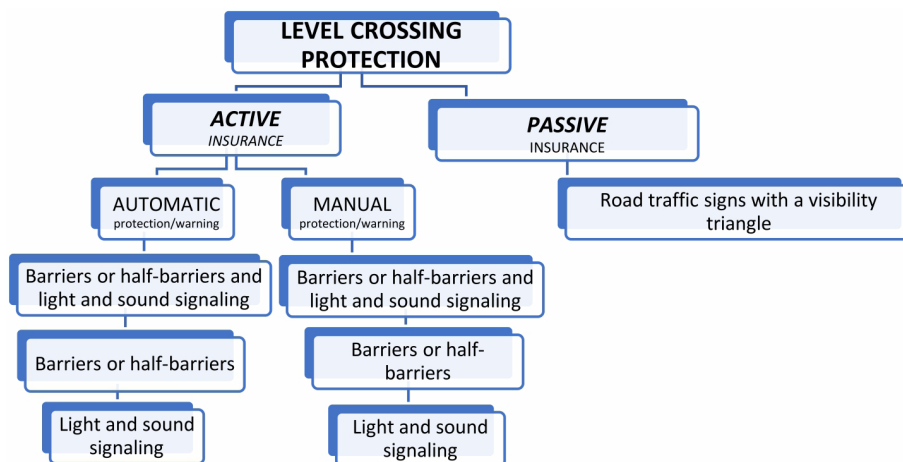 LEVEL CROSSING
PROTECTION
ACTIVE
INSURANCE
PASSIVE
INSURANCE
AUTOMATIC
protection/warning
MANUAL
protection/warning
Road traffic signs with a visibility
triangle
Barriers or half-barriers and
light and sound signaling
Barriers or half-barriers and
light and sound signaling
Barriers or half-barriers
Barriers or half-
barriers
Light and sound
signaling
Light and sound
signaling